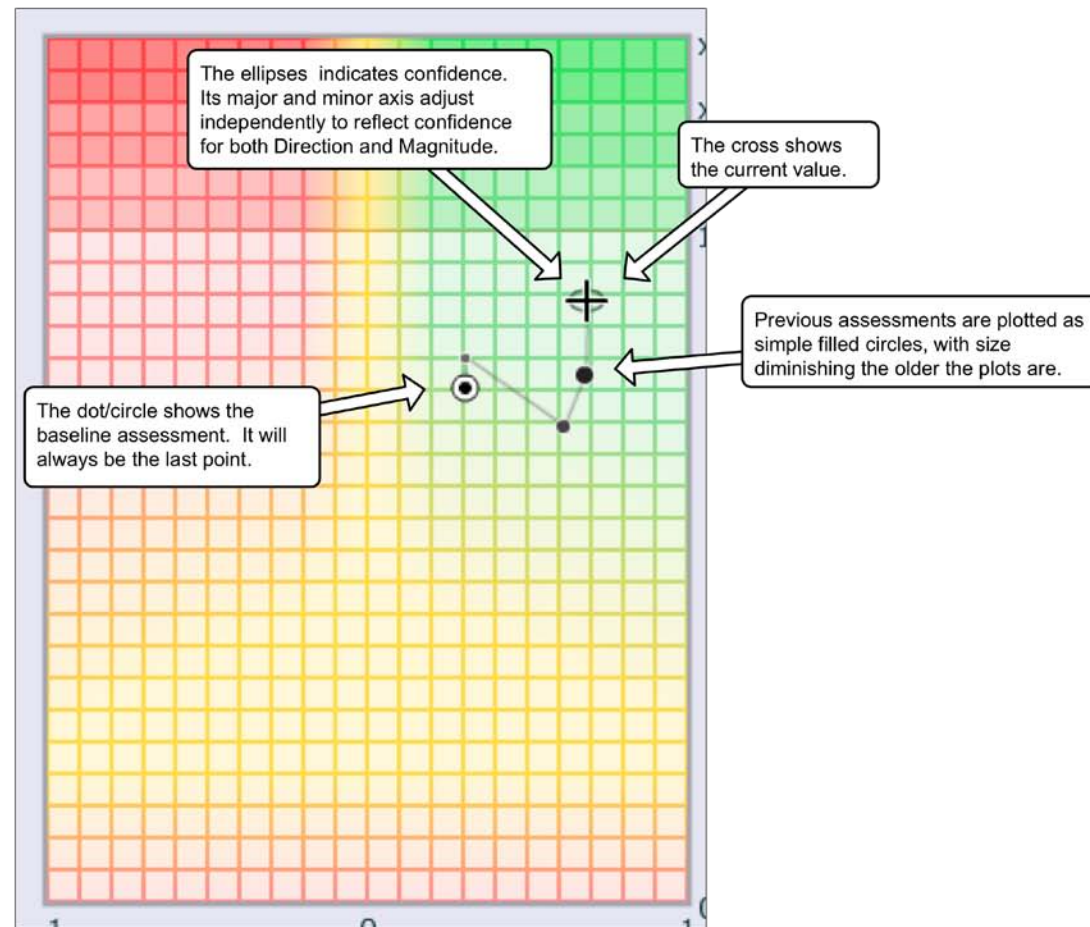 The ellipses indicates confidence.
Its major and minor axis adjust
independently to reflect confidence
for both Direction and Magnitude.
The cross shows
the current value.
Previous assessments are plotted as
simple filled circles, with size
diminishing the older the plots are.
The dot/circle shows the
baseline assessment. It will
always be the last point.
0